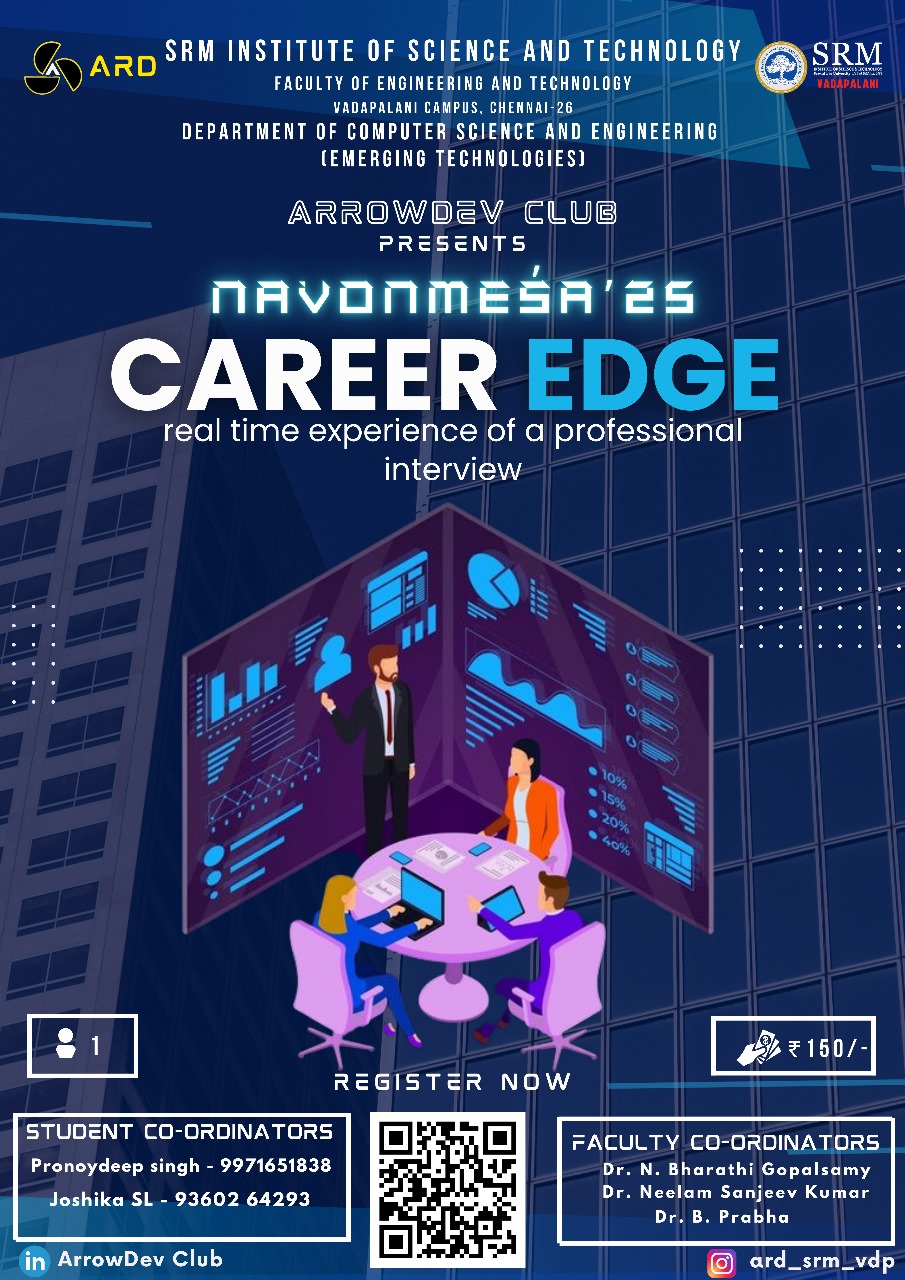 ARD
SRM INSTITUTE OF SCIENCE AND TECHNOLOGY
SRM
VADAPALANI
FACULTY OF ENGINEERING AND TECHNOLOGY
VADAPALANI CAMPUS, CHENNAI-26
DEPARTMENT OF COMPUTER SCIENCE AND ENGINEERING
(EMERGING TECHNOLOGIES)
ARROWDEV CLUB
PRESENTS
NAVONMEŚA'25
CAREER EDGE
real time experience of a professional
interview
10%
15%
20%
40%
1
₹150/-
REGISTER NOW
STUDENT CO-ORDINATORS
Pronoydeep singh - 9971651838
Joshika SL - 93602 64293
FACULTY CO-ORDINATORS
Dr. N. Bharathi Gopalsamy
Dr. Neelam Sanjeev Kumar
Dr. B. Prabha
in ArrowDev Club
ard_srm_vdp